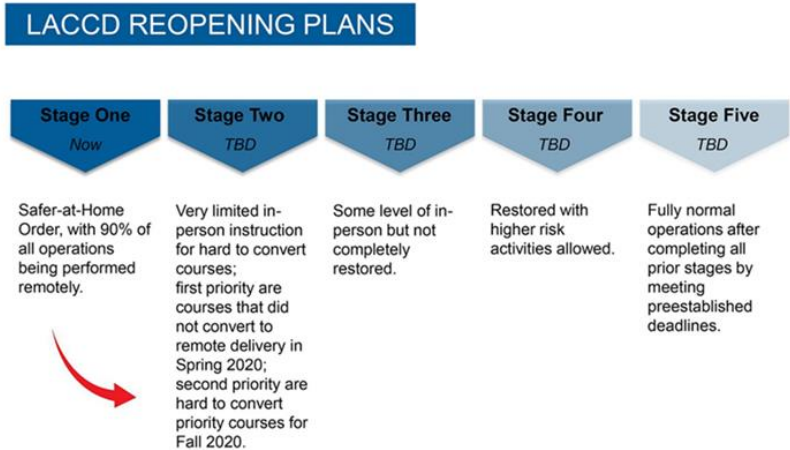 LACCD REOPENING PLANS
Stage One
Now
Safer-at-Home
Order, with 90% of
all operations
being performed
remotely.
Stage Two
TBD
Very limited in-
person instruction
for hard to convert
courses;
first priority are
courses that did
not convert to
remote delivery in
Spring 2020;
second priority are
hard to convert
priority courses for
Fall 2020.
Stage Three
TBD
Some level of in-
person but not
completely
restored.
Stage Four
TBD
Restored with
higher risk
activities allowed.
Stage Five
TBD
Fully normal
operations after
completing all
prior stages by
meeting
preestablished
deadlines.